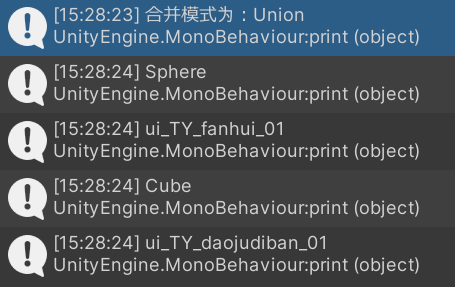 [15:28:23] 合并模式为：Union
UnityEngine.MonoBehaviour:print (object)
[15:28:24] Sphere
UnityEngine.MonoBehaviour:print (object)
[15:28:24] ui_TY_fanhui_01
UnityEngine.MonoBehaviour:print (object)
[15:28:24] Cube
UnityEngine.MonoBehaviour:print (object)
[15:28:24] ui_TY_daojudiban_01
UnityEngine.MonoBehaviour:print (object)